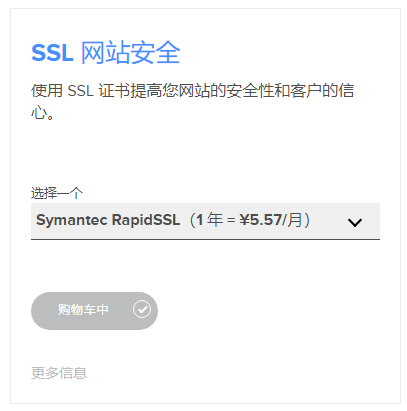 SSL 网站安全
使用 SSL 证书提高您网站的安全性和客户的信
心。
选择一个
Symantec RapidSSL（1 年 = ¥5.57/月）
购物车中
更多信息